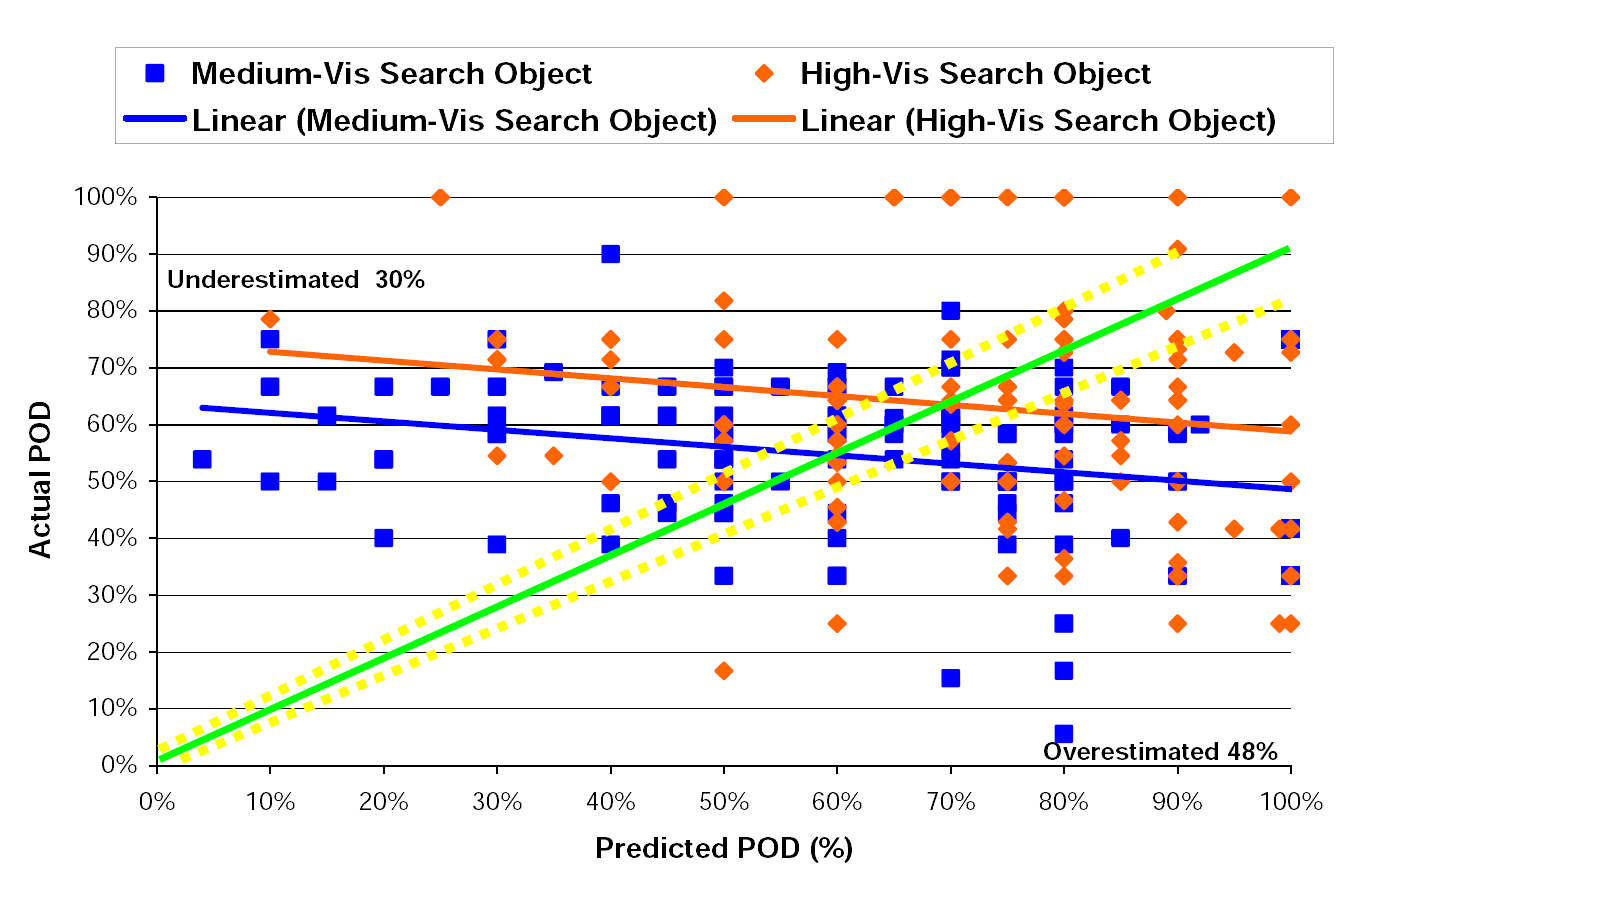 Medium-Vis Search Object High-Vis Search Object
Linear (Medium-Vis Search Object) Linear (High-Vis Search Object)
100%
90%
Underestimated 30%
80%
70%
60%
50%
40%
30%
20%
10%
Overestimated 48%
0%
Actual POD
0% 10% 20% 30% 40% 50% 60% 70% 80% 90% 100%
Predicted POD (%)